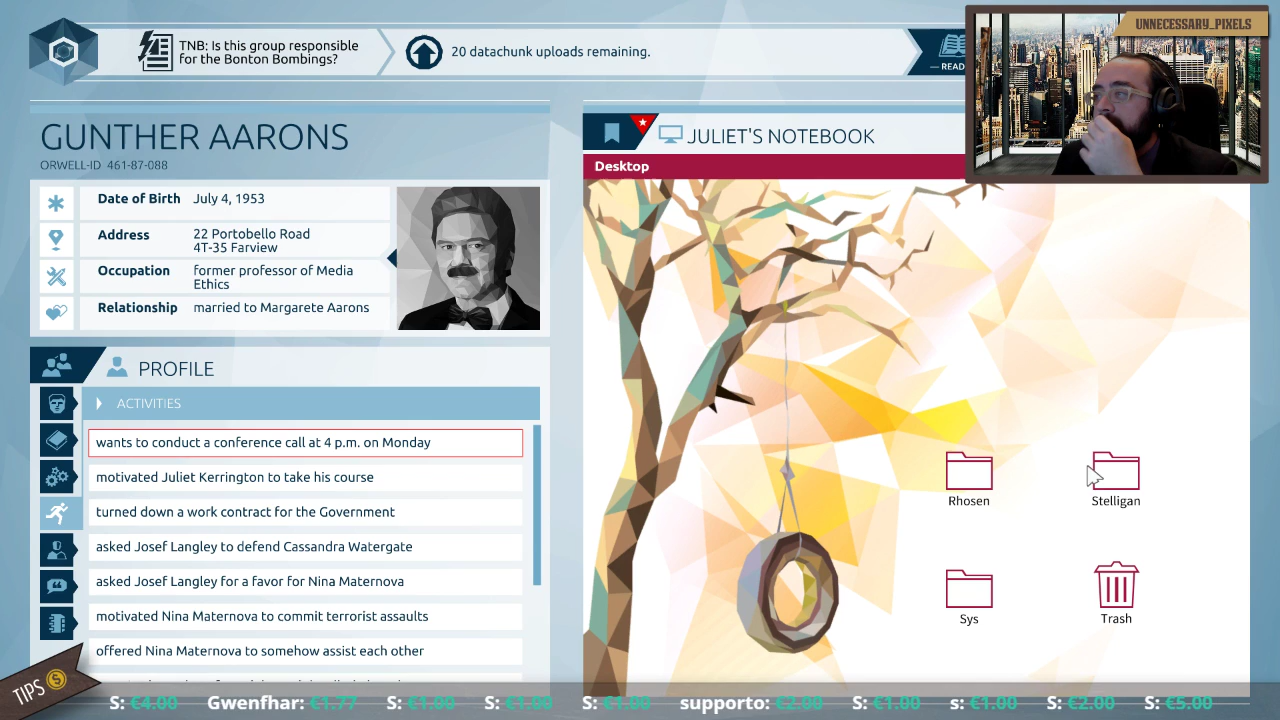 TNB: Is this group responsible
for the Bonton Bombings?
20 datachunk uploads remaining.
— READ
UNNECESSARY_PIXELS
GUNTHER AARONS
ORWELL-ID 461-87-088
Date of Birth July 4, 1953
Address 22 Portobello Road
4T-35 Farview
Occupation former professor of Media
Ethics
Relationship married to Margarete Aarons
PROFILE
ACTIVITIES
wants to conduct a conference call at 4 p.m. on Monday
motivated Juliet Kerrington to take his course
turned down a work contract for the Government
asked Josef Langley to defend Cassandra Watergate
asked Josef Langley for a favor for Nina Maternova
motivated Nina Maternova to commit terrorist assaults
offered Nina Maternova to somehow assist each other
JULIET'S NOTEBOOK
Desktop
Rhosen
Stelligan
Sys
Trash
TIPS
S: €4.00 Gwenfhar: €1.77 S: €1.00 S: €1.00 S: €1.00 supporto: €2.00 S: €1.00 s: €1.00 S: €2.00 S: €5.00